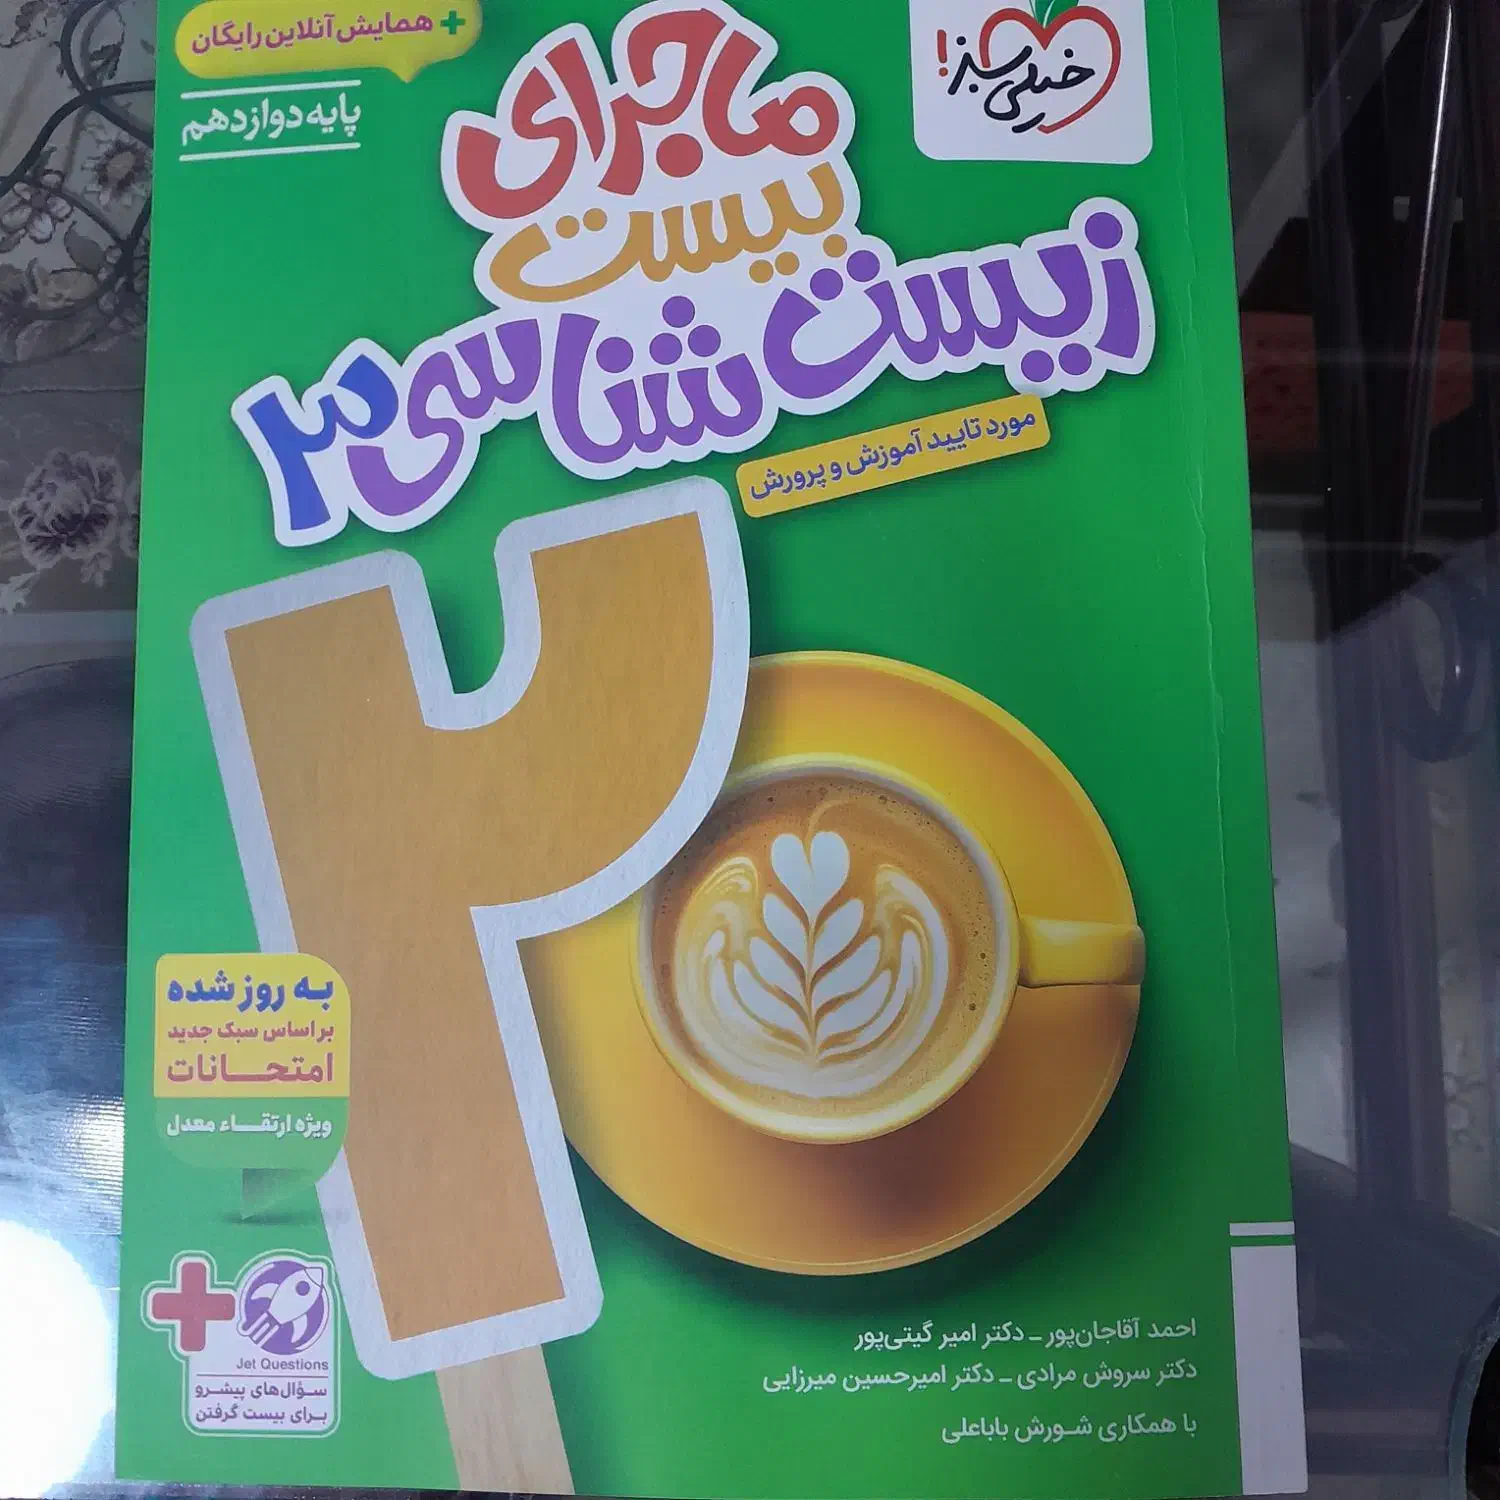 + همایش آنلاین رایگان
پایه دوازدهم
خیلی سبز!
ماجرای
بیست
زیست شناسی ۳
مورد تایید آموزش و پرورش
۲۰
به روز شده
بر اساس سبک جدید
امتحانات
ویژه ارتقاء معدل
Jet Questions
سؤال‌های پیشرو
برای بیست گرفتن
احمد آقاجان‌پور - دکتر امیر گیتی‌پور
دکتر سروش مرادی - دکتر امیرحسین میرزایی
با همکاری شورش باباعلی